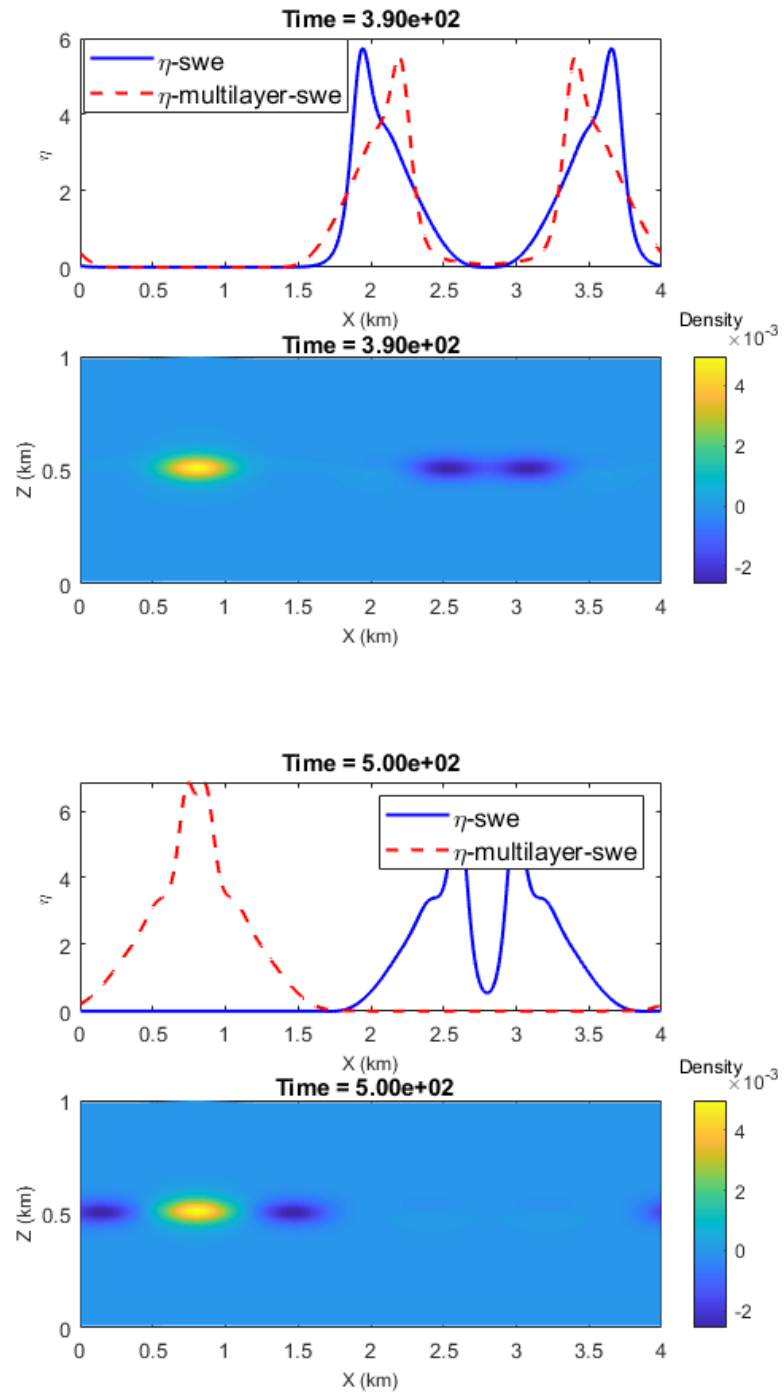 Time = 3.90e+02
6
4
2
0
η
η-swe
η-multilayer-swe
0 0.5 1 1.5 2 2.5 3 3.5 4
X (km)
Time = 3.90e+02
Density
×10⁻³
1
0.5
0
Z (km)
4
2
0
-2
0 0.5 1 1.5 2 2.5 3 3.5 4
X (km)
Time = 5.00e+02
6
4
2
0
η
η-swe
η-multilayer-swe
0 0.5 1 1.5 2 2.5 3 3.5 4
X (km)
Time = 5.00e+02
Density
×10⁻³
1
0.5
0
Z (km)
4
2
0
-2
0 0.5 1 1.5 2 2.5 3 3.5 4
X (km)